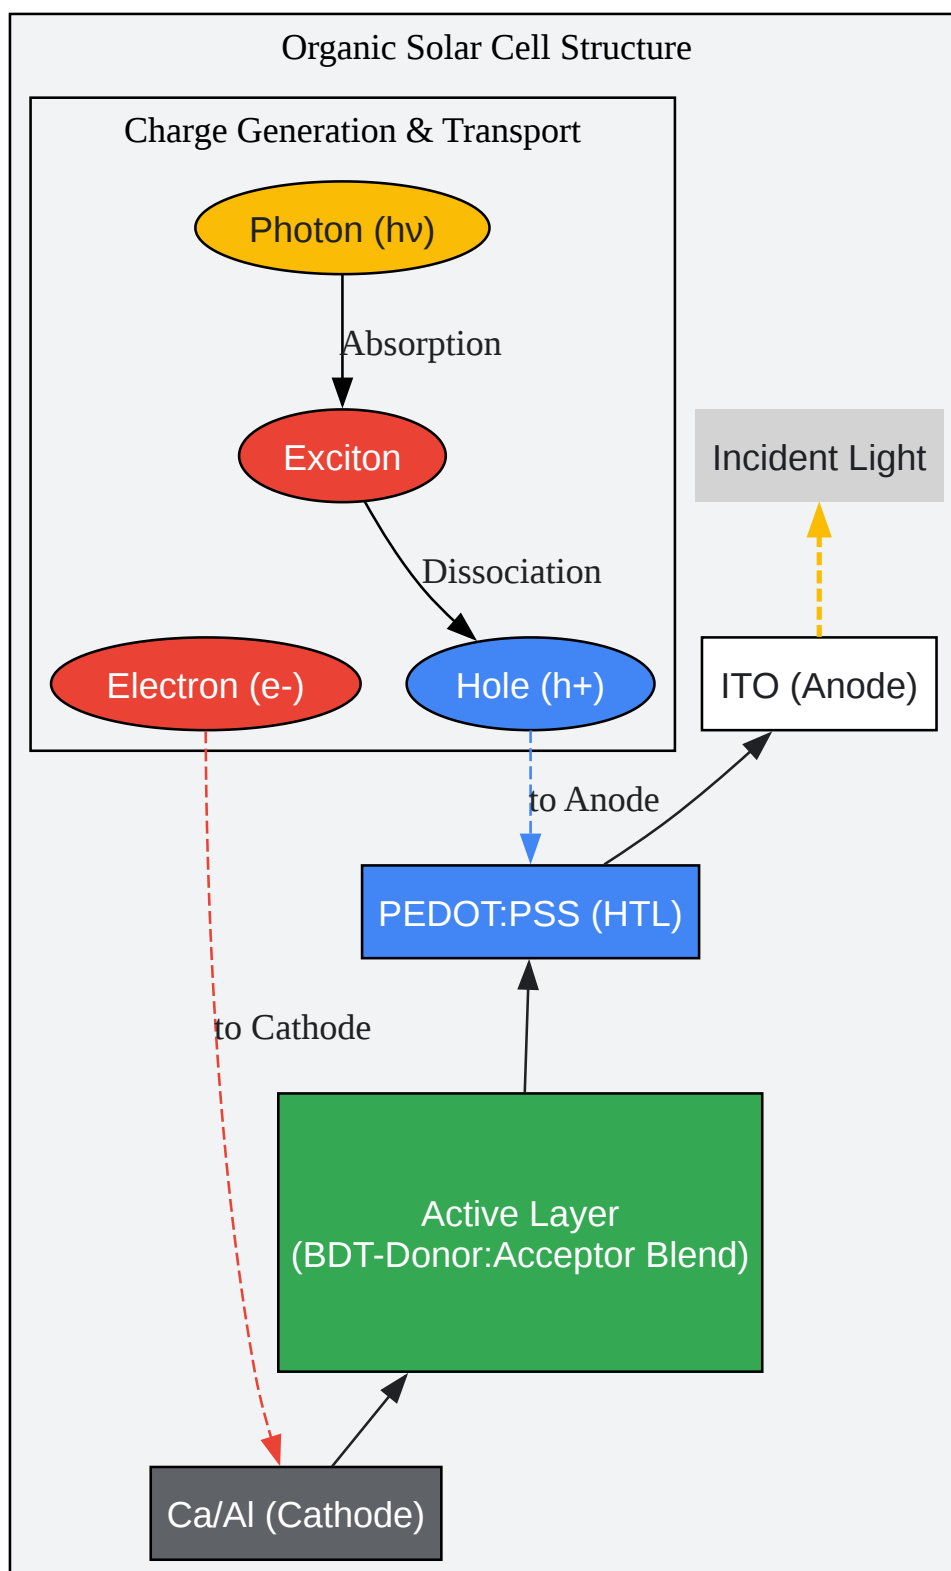 Organic Solar Cell Structure
Charge Generation & Transport
Photon (hν)
Absorption
Exciton
Incident Light
Dissociation
Electron (e-)
Hole (h+)
ITO (Anode)
to Anode
PEDOT:PSS (HTL)
to Cathode
Active Layer
(BDT-Donor:Acceptor Blend)
Ca/Al (Cathode)